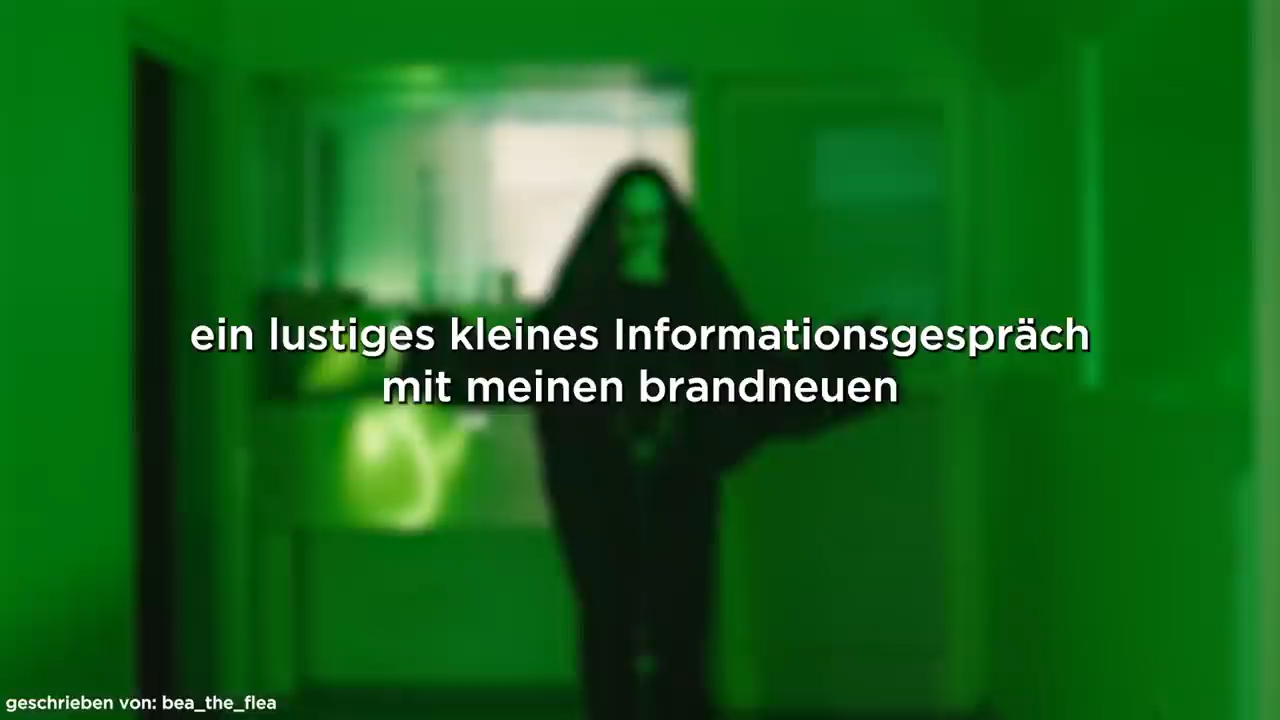 ein lustiges kleines Informationsgespräch
mit meinen brandneuen
geschrieben von: bea_the_flea